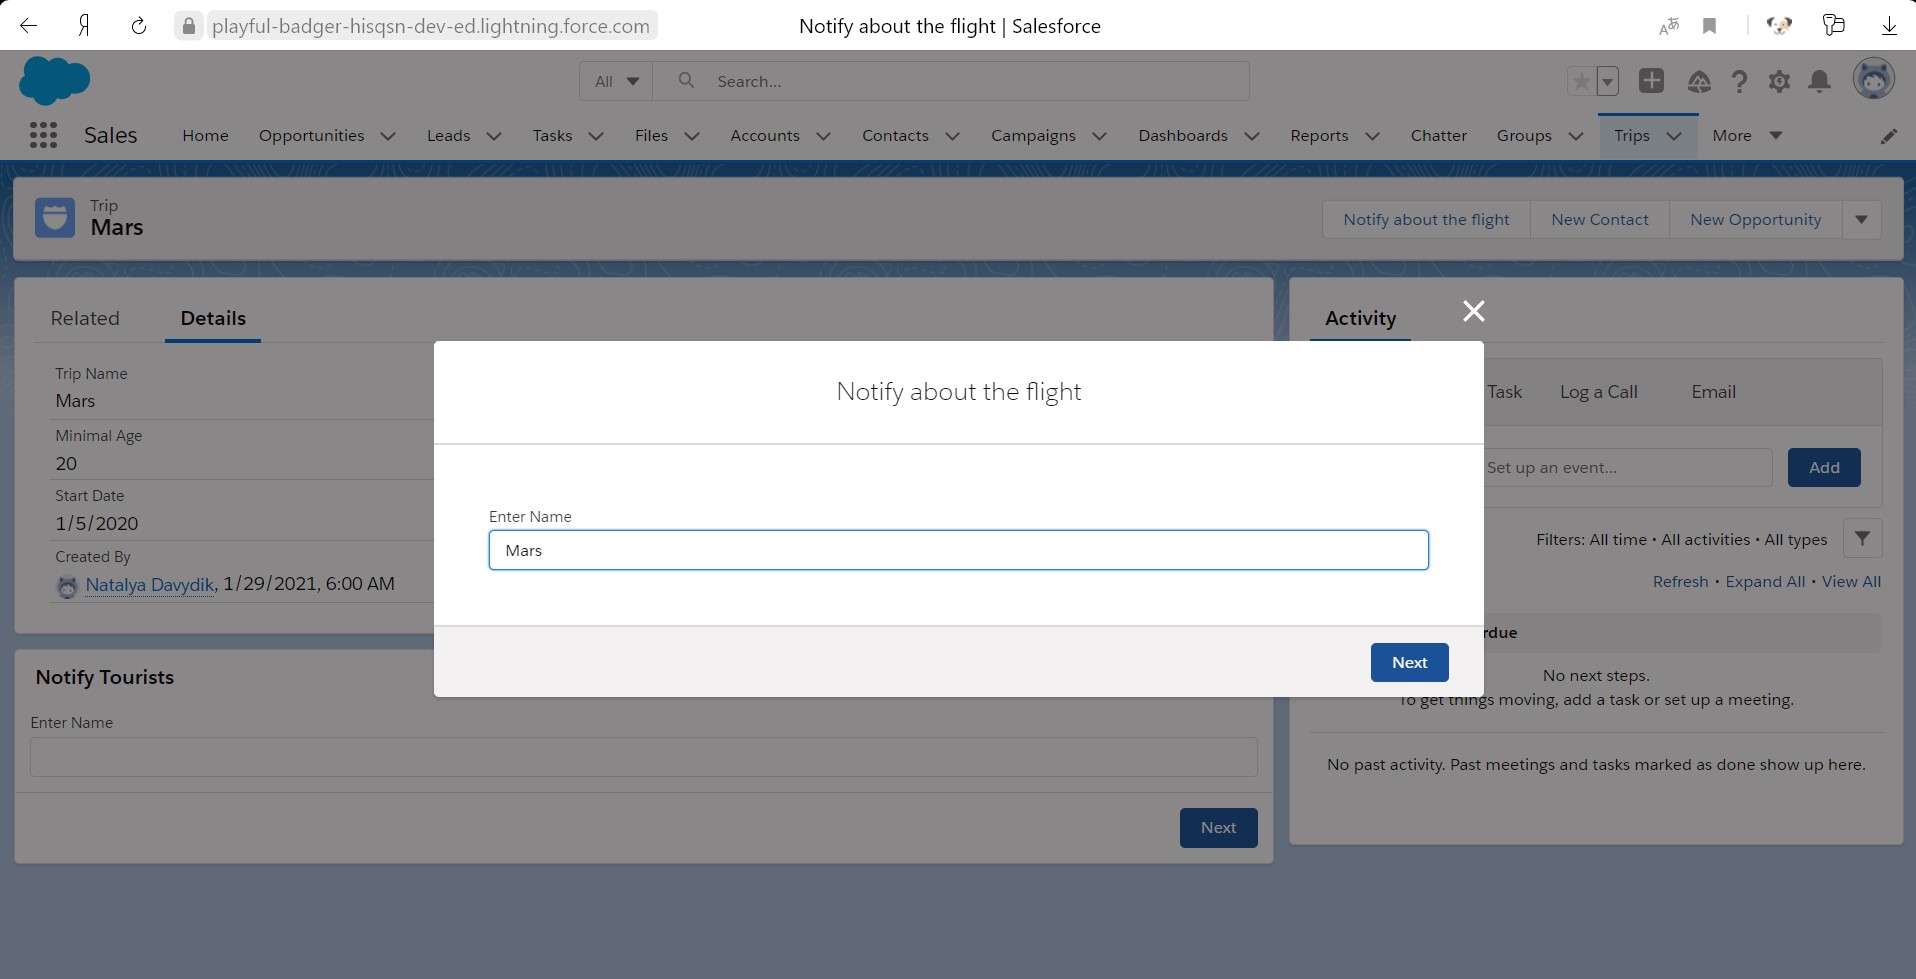 Я playful-badger-hisqsn-dev-ed.lightning.force.com Notify about the flight | Salesforce
All Search...
Sales Home Opportunities Leads Tasks Files Accounts Contacts Campaigns Dashboards Reports Chatter Groups Trips More
Trip
Mars
Notify about the flight New Contact New Opportunity
Related Details
Trip Name
Mars
Minimal Age
20
Start Date
1/5/2020
Created By
Natalya Davydik, 1/29/2021, 6:00 AM
Notify about the flight
Enter Name
Mars
Next
Notify Tourists
Enter Name
Next
Activity
Task Log a Call Email
Set up an event... Add
Filters: All time • All activities • All types
Refresh • Expand All • View All
rdue
No next steps.
To get things moving, add a task or set up a meeting.
No past activity. Past meetings and tasks marked as done show up here.